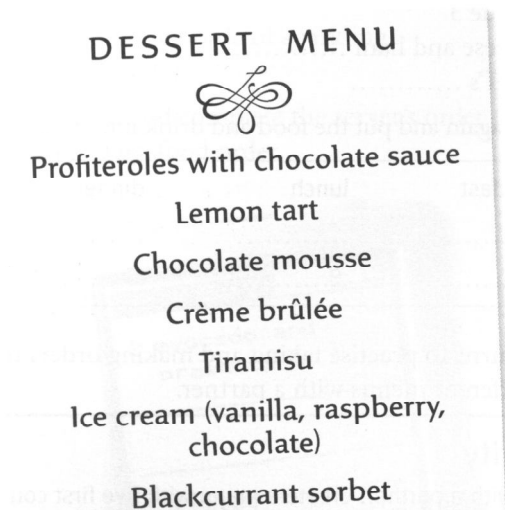 DESSERT MENU
Profiteroles with chocolate sauce
Lemon tart
Chocolate mousse
Crème brûlée
Tiramisu
Ice cream (vanilla, raspberry,
chocolate)
Blackcurrant sorbet